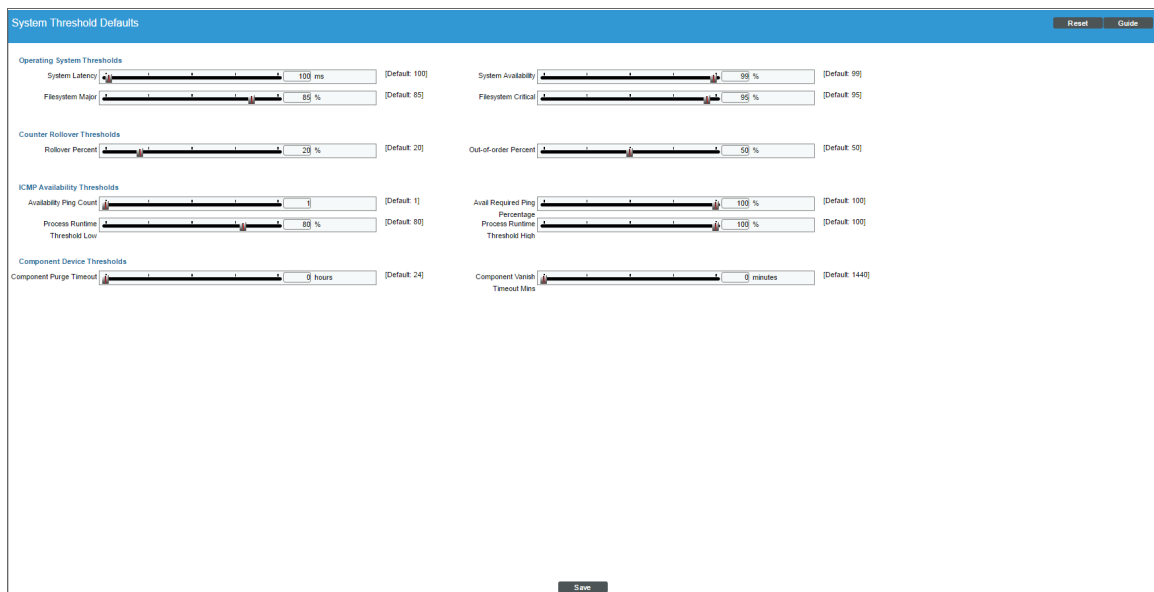 System Threshold Defaults
Reset Guide
Operating System Thresholds
System Latency 100 ms [Default: 100] System Availability 99 % [Default: 99]
Filesystem Major 85 % [Default: 85] Filesystem Critical 95 % [Default: 95]
Counter Rollover Thresholds
Rollover Percent 20 % [Default: 20] Out-of-order Percent 50 % [Default: 50]
ICMP Availability Thresholds
Availability Ping Count 1 [Default: 1] Avail Required Ping Percentage 100 % [Default: 100]
Process Runtime Threshold Low 80 % [Default: 80] Process Runtime Threshold High 100 % [Default: 100]
Component Device Thresholds
Component Purge Timeout 0 hours [Default: 24] Component Vanish Timeout Mins 0 minutes [Default: 1440]
Save